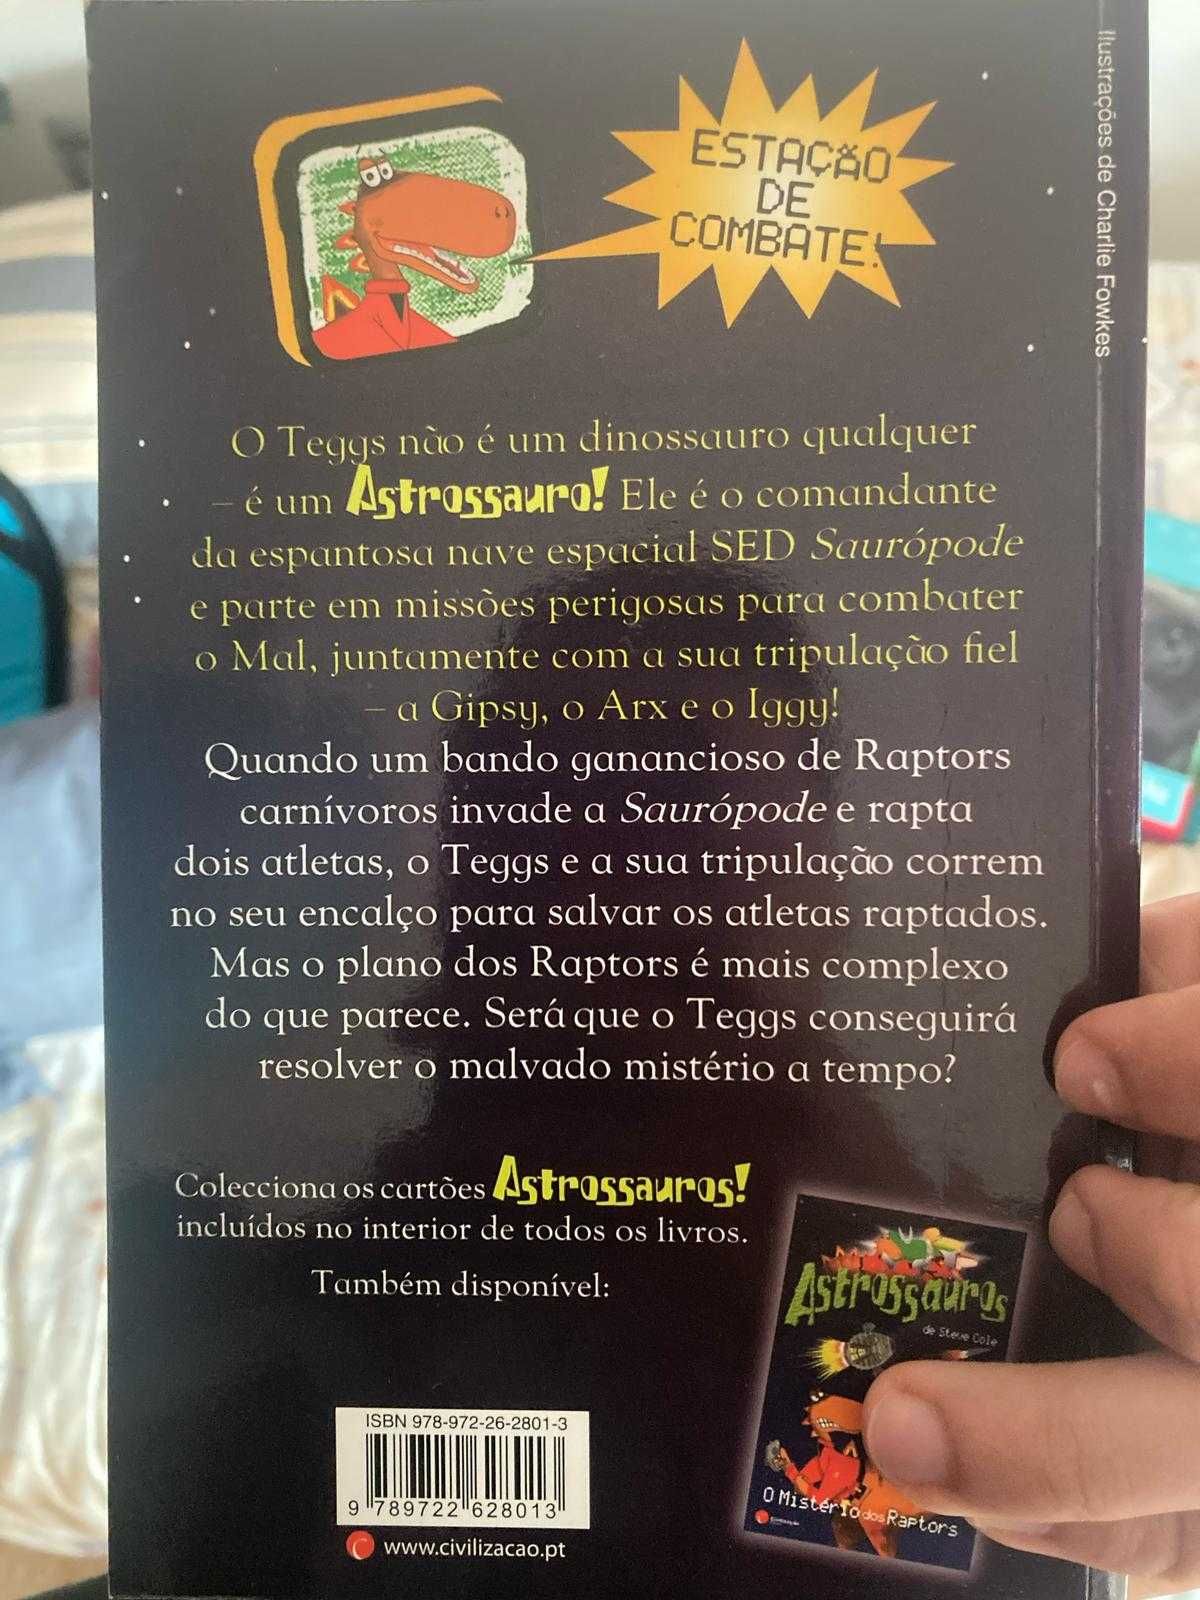 Ilustrações de Charlie Fowkes
ESTAÇÃO
DE
COMBATE!
O Teggs não é um dinossauro qualquer
– é um Astrossauro! Ele é o comandante
da espantosa nave espacial SED Saurópode
e parte em missões perigosas para combater
o Mal, juntamente com a sua tripulação fiel
– a Gipsy, o Arx e o Iggy!
Quando um bando ganancioso de Raptors
carnívoros invade a Saurópode e rapta
dois atletas, o Teggs e a sua tripulação correm
no seu encalço para salvar os atletas raptados.
Mas o plano dos Raptors é mais complexo
do que parece. Será que o Teggs conseguirá
resolver o malvado mistério a tempo?
Colecciona os cartões Astrossauros!
incluídos no interior de todos os livros.
Também disponível:
Astrossauros
de Steve Cole
O Mistério dos Raptors
ISBN 978-972-26-2801-3
9 789722 628013
www.civilizacao.pt